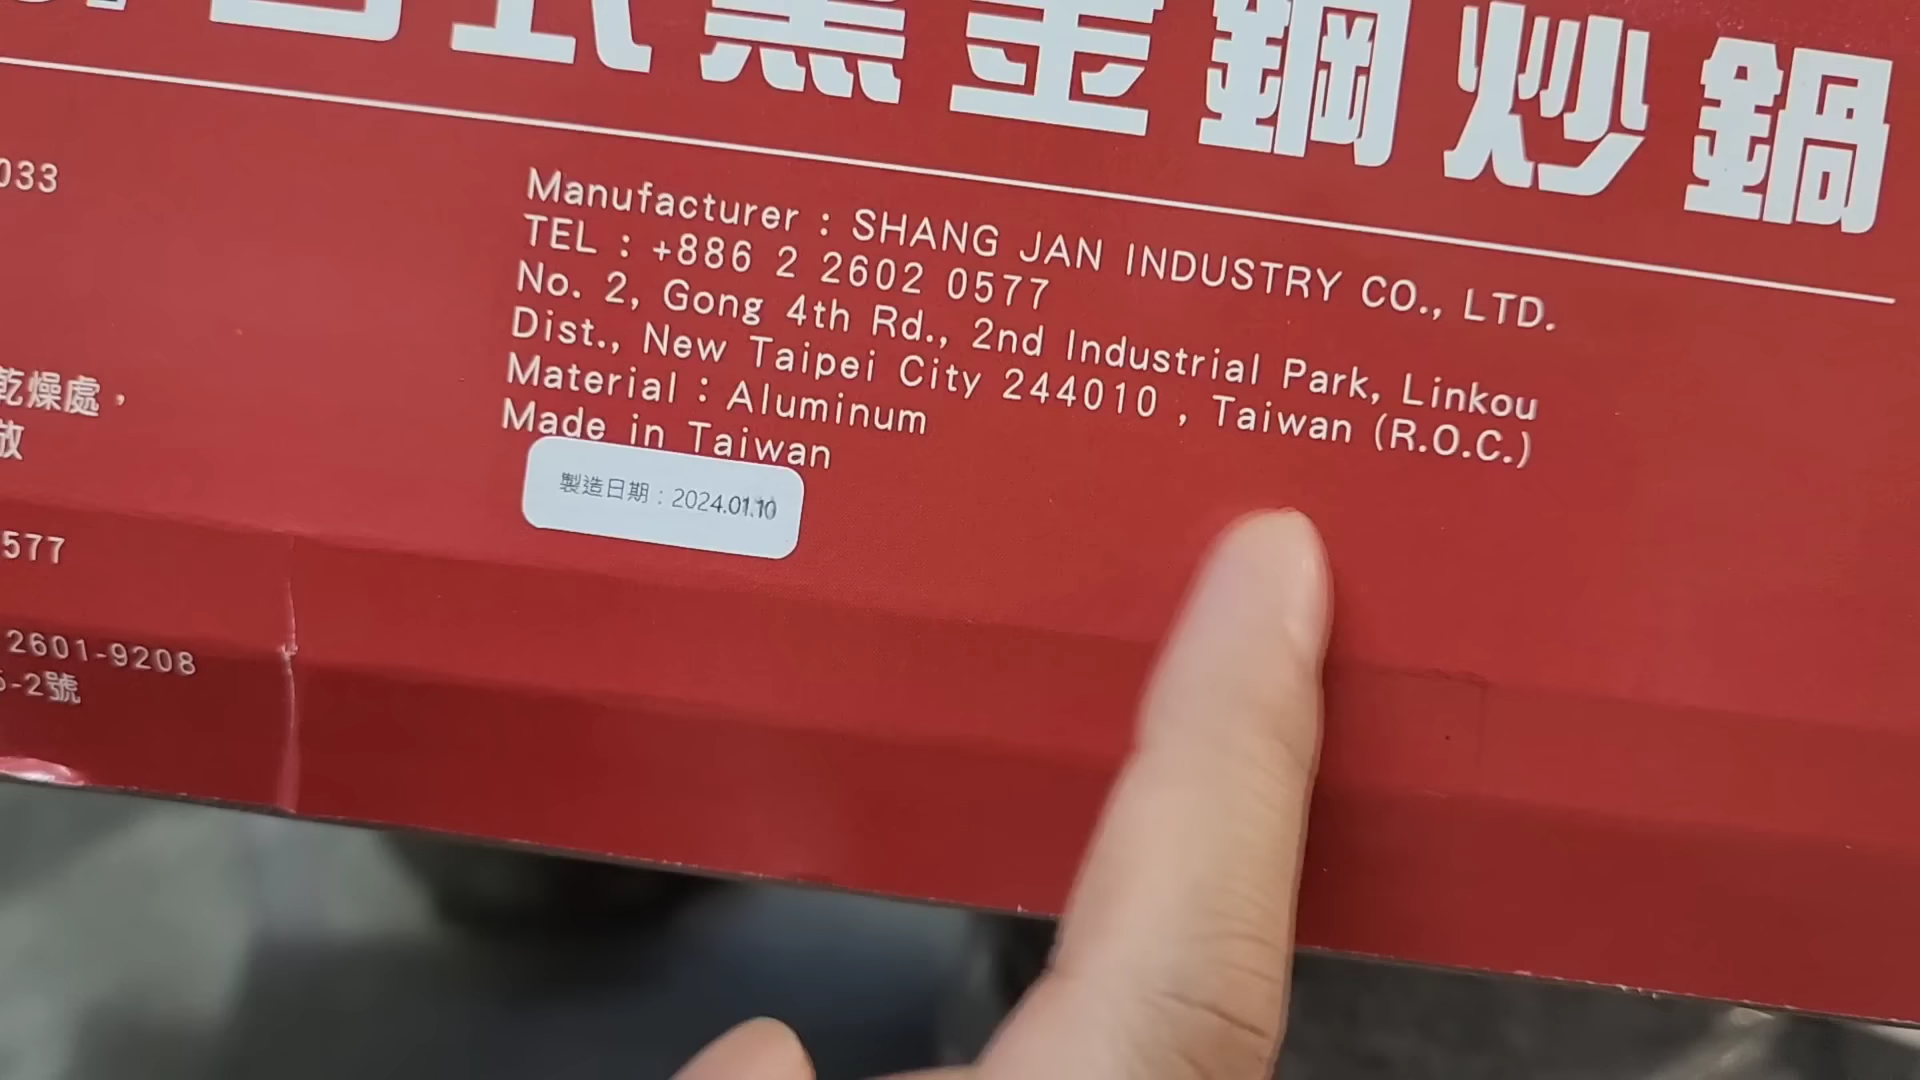 台式黑金鋼炒鍋
033
Manufacturer : SHANG JAN INDUSTRY CO., LTD.
TEL : +886 2 2602 0577
No. 2, Gong 4th Rd., 2nd Industrial Park, Linkou
Dist., New Taipei City 244010 , Taiwan (R.O.C.)
Material : Aluminum
Made in Taiwan
製造日期 : 2024.01.10
乾燥處，
放
577
2601-9208
-2號